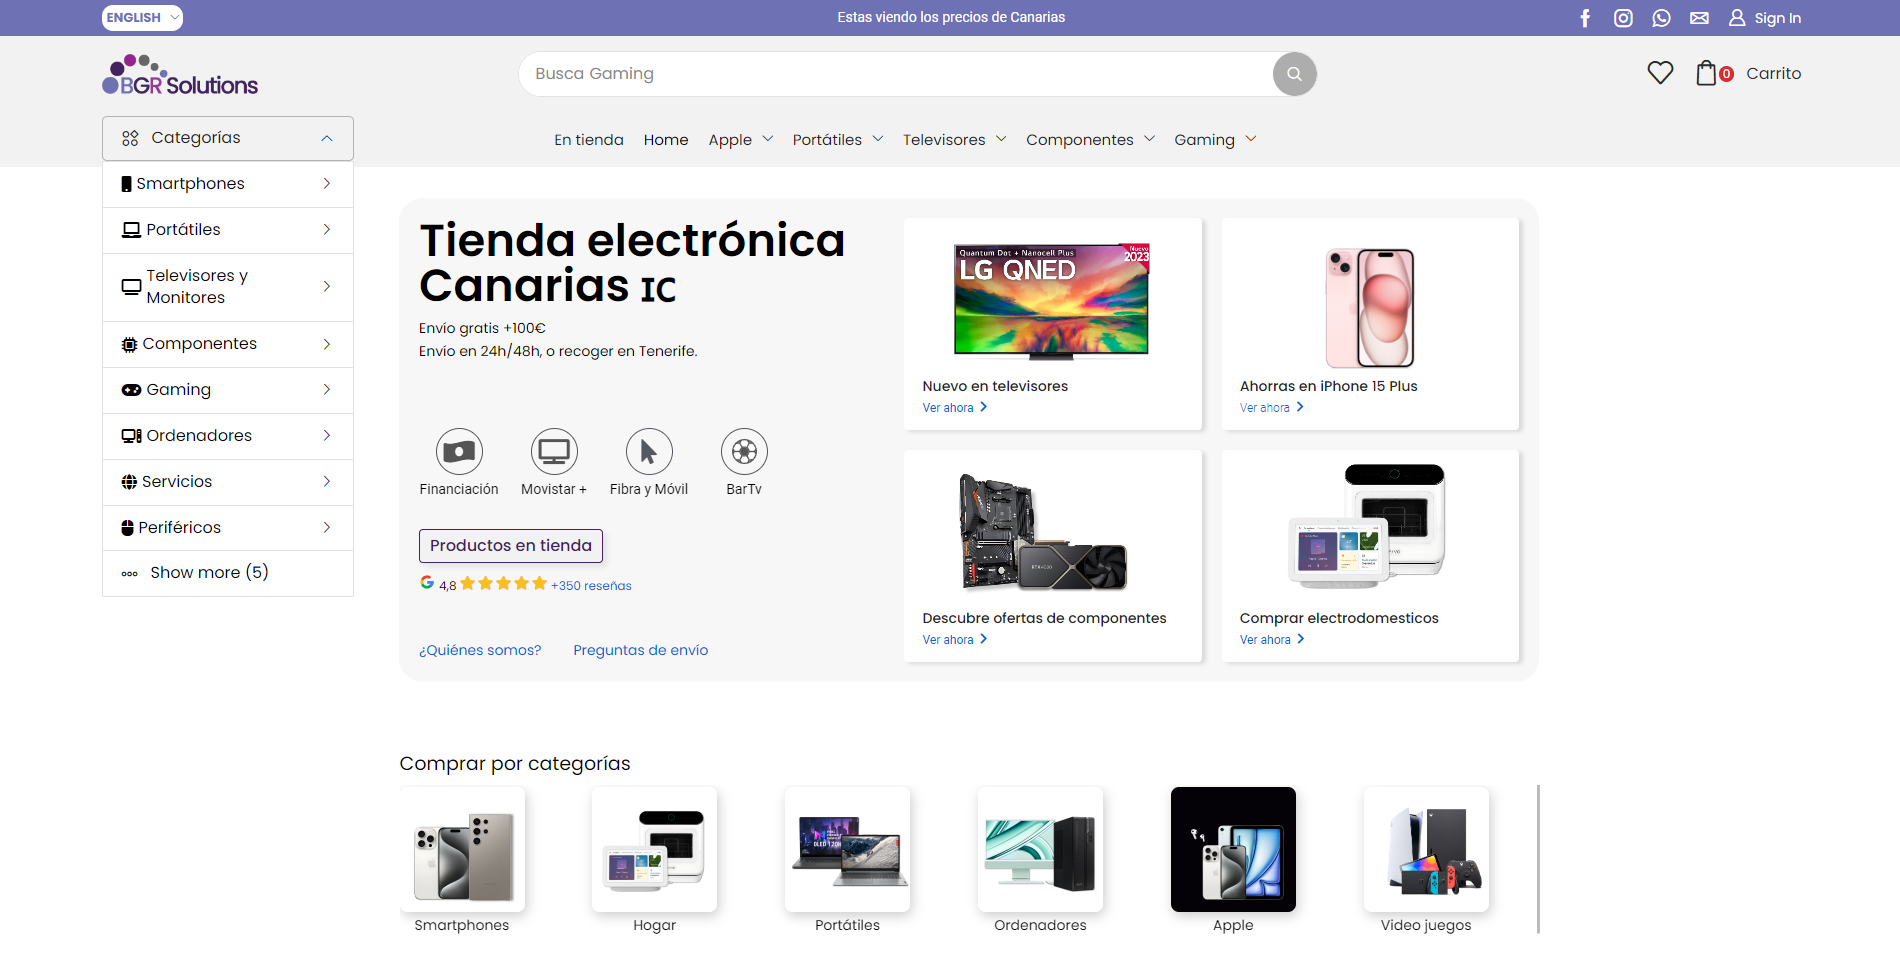 ENGLISH
Estas viendo los precios de Canarias
Sign In
BGR Solutions
Busca Gaming
0
Carrito
Categorías
En tienda
Home
Apple
Portátiles
Televisores
Componentes
Gaming
Smartphones
Portátiles
Televisores y
Monitores
Componentes
Gaming
Ordenadores
Servicios
Periféricos
Show more (5)
Tienda electrónica
Canarias IC
Envío gratis +100€
Envio en 24h/48h, o recoger en Tenerife.
Financiación
Movistar +
Fibra y Móvil
BarTv
Productos en tienda
4,8
+350 reseñas
¿Quiénes somos?
Preguntas de envío
Quantum Dot + Nanocell Plus
LG QNED
Nuevo
2023
Nuevo en televisores
Ver ahora
Ahorras en iPhone 15 Plus
Ver ahora
Descubre ofertas de componentes
Ver ahora
Comprar electrodomesticos
Ver ahora
Comprar por categorías
Smartphones
Hogar
Portátiles
Ordenadores
Apple
Video juegos